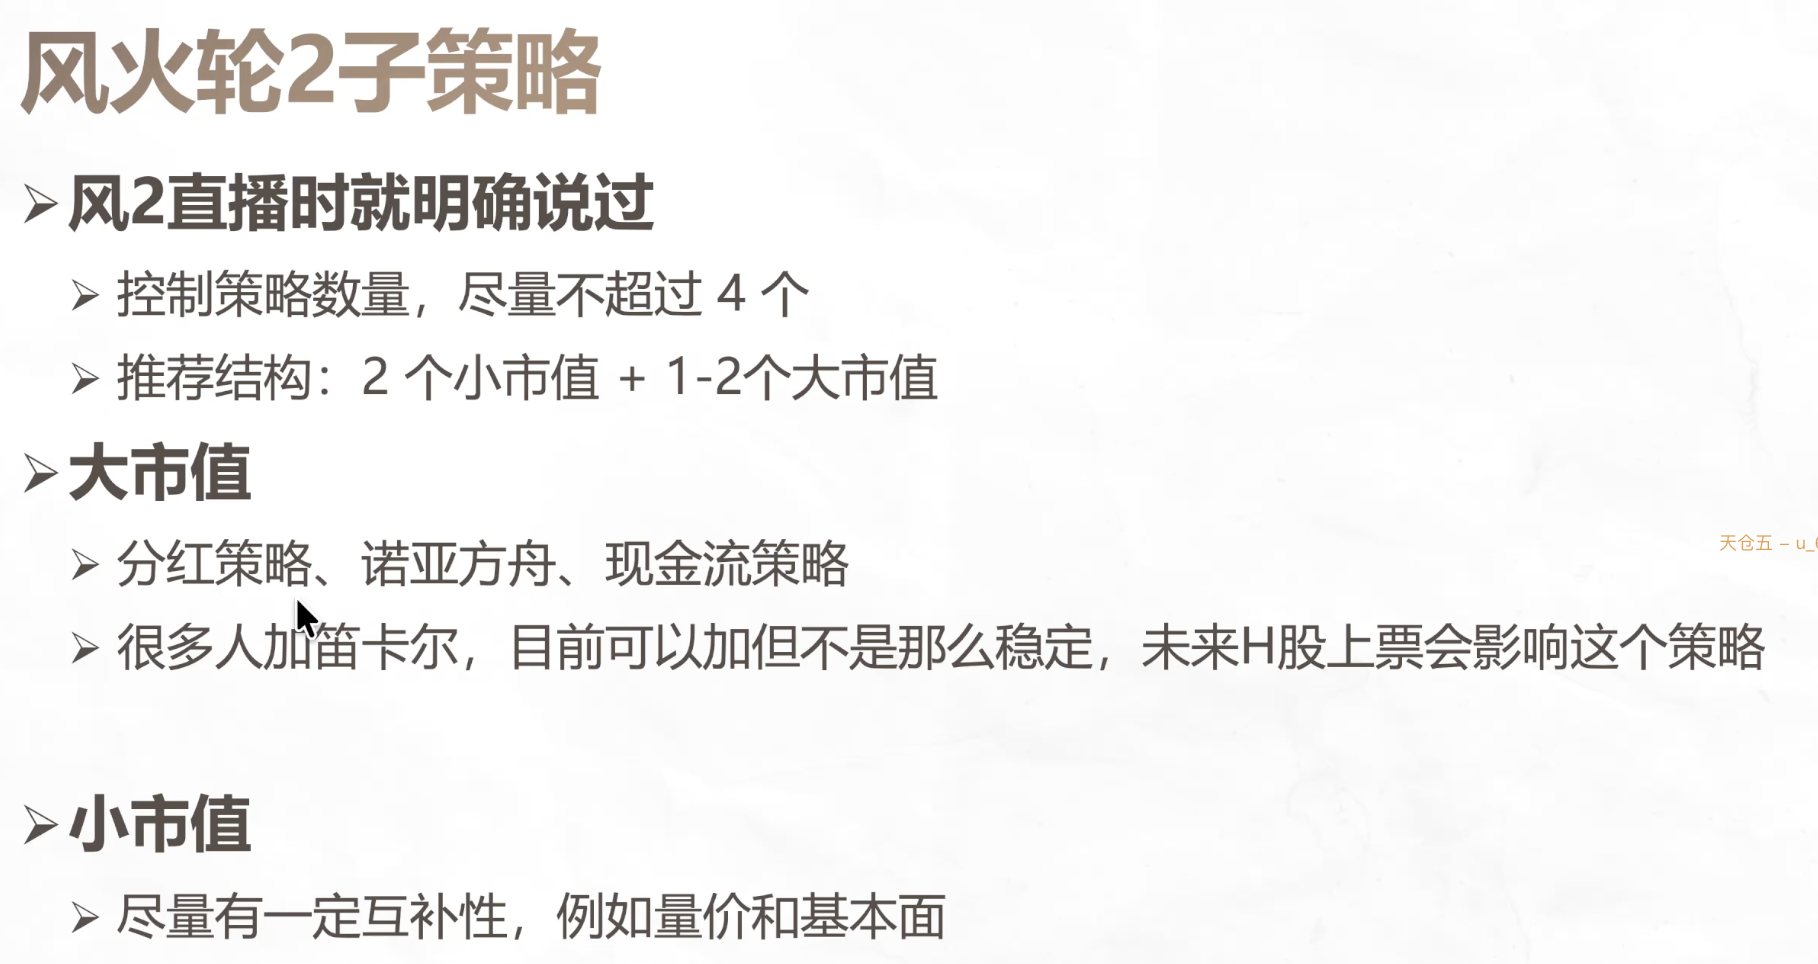 风火轮2子策略
风2直播时就明确说过
控制策略数量，尽量不超过 4 个
推荐结构：2 个小市值 + 1-2个大市值
大市值
分红策略、诺亚方舟、现金流策略
天仓五 – u_
很多人加笛卡尔，目前可以加但不是那么稳定，未来H股上票会影响这个策略
小市值
尽量有一定互补性，例如量价和基本面